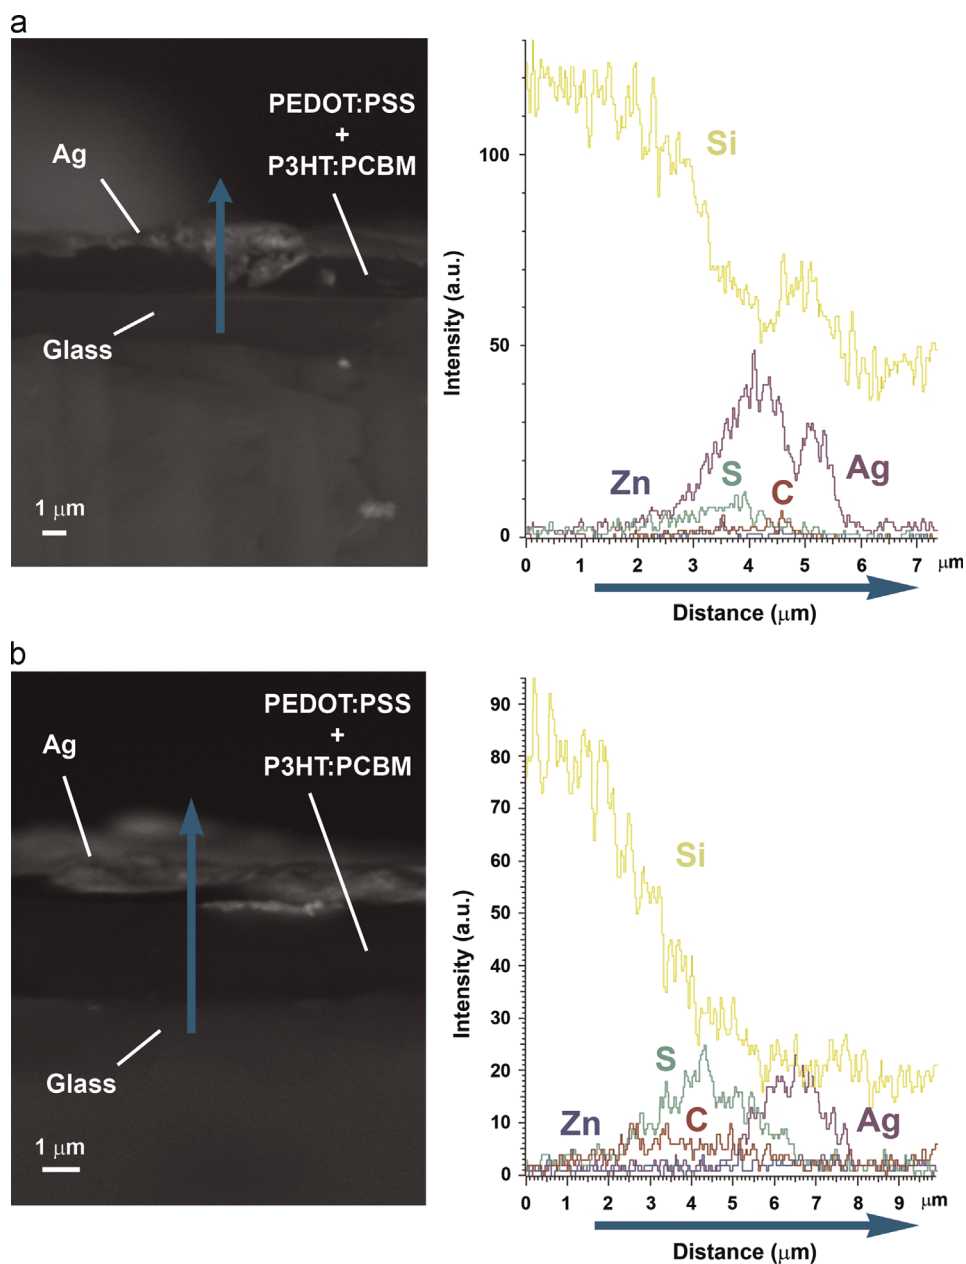 a
PEDOT:PSS
+
P3HT:PCBM
Ag
Glass
1 μm
Intensity (a.u.)
100
50
0
Si
Zn
S
C
Ag
0 1 2 3 4 5 6 7 μm
Distance (μm)
b
PEDOT:PSS
+
P3HT:PCBM
Ag
Glass
1 μm
Intensity (a.u.)
90
80
70
60
50
40
30
20
10
0
Si
S
Zn
C
Ag
0 1 2 3 4 5 6 7 8 9 μm
Distance (μm)